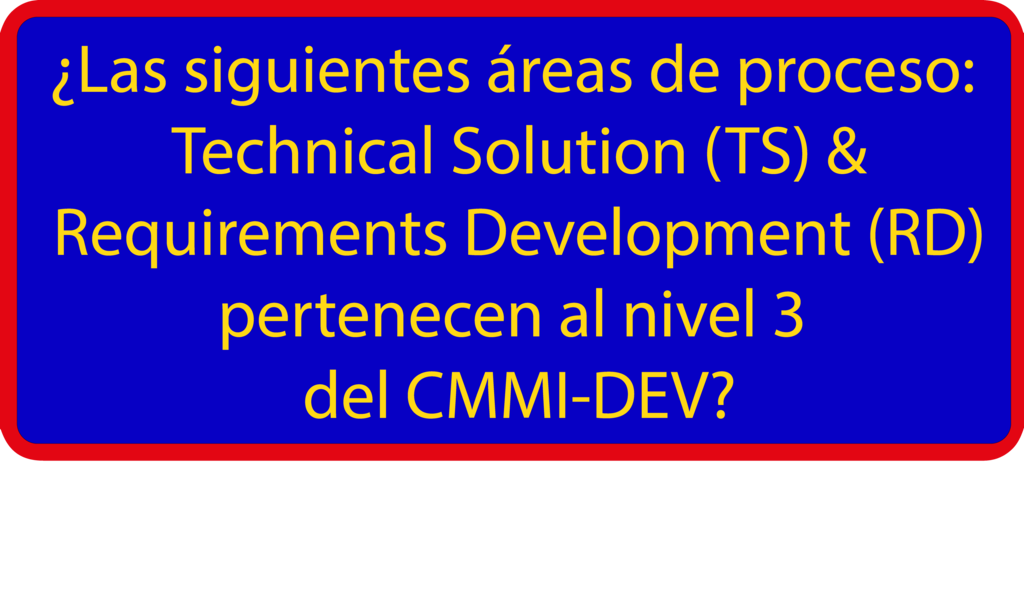 ¿Las siguientes áreas de proceso:
Technical Solution (TS) &
Requirements Development (RD)
pertenecen al nivel 3
del CMMI-DEV?